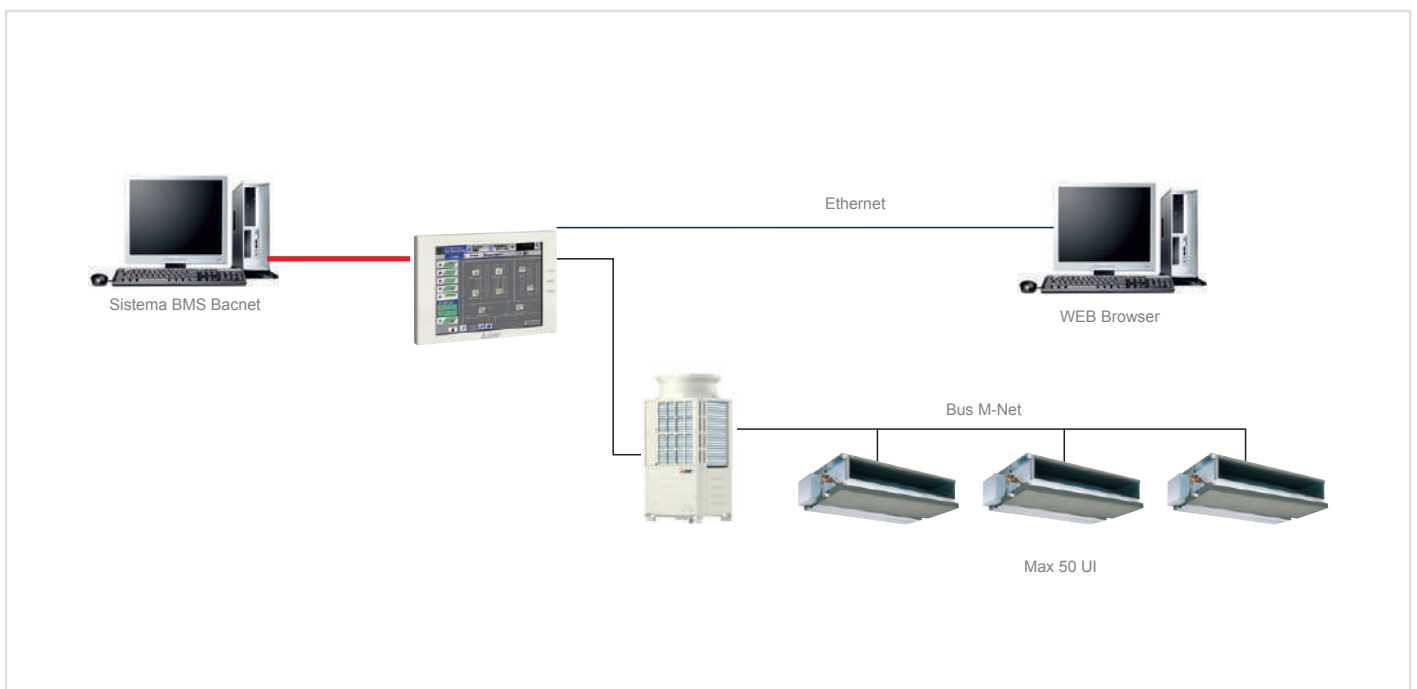 Ethernet
Sistema BMS Bacnet
WEB Browser
Bus M-Net
Max 50 UI